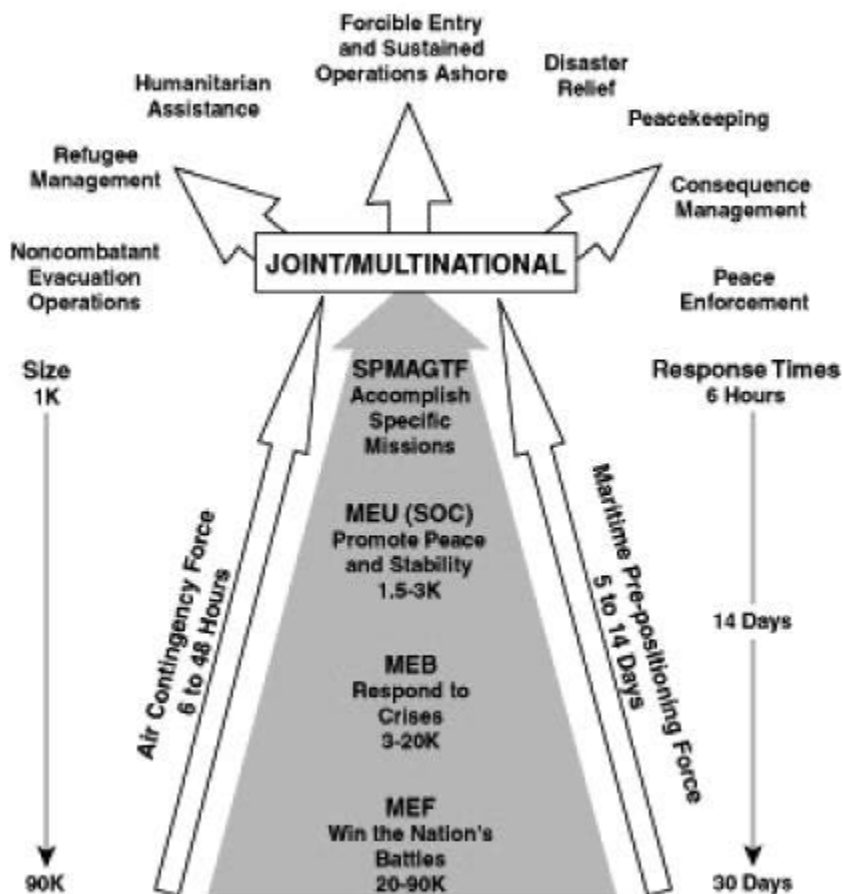 Forcible Entry
and Sustained
Operations Ashore
Humanitarian
Assistance
Disaster
Relief
Peacekeeping
Refugee
Management
Consequence
Management
Noncombatant
Evacuation
Operations
JOINT/MULTINATIONAL
Peace
Enforcement
Size
1K
SPMAGTF
Accomplish
Specific
Missions
Response Times
6 Hours
MEU (SOC)
Promote Peace
and Stability
1.5-3K
Air Contingency Force
6 to 48 Hours
Maritime Pre-positioning Force
5 to 14 Days
14 Days
MEB
Respond to
Crises
3-20K
MEF
Win the Nation's
Battles
20-90K
90K
30 Days